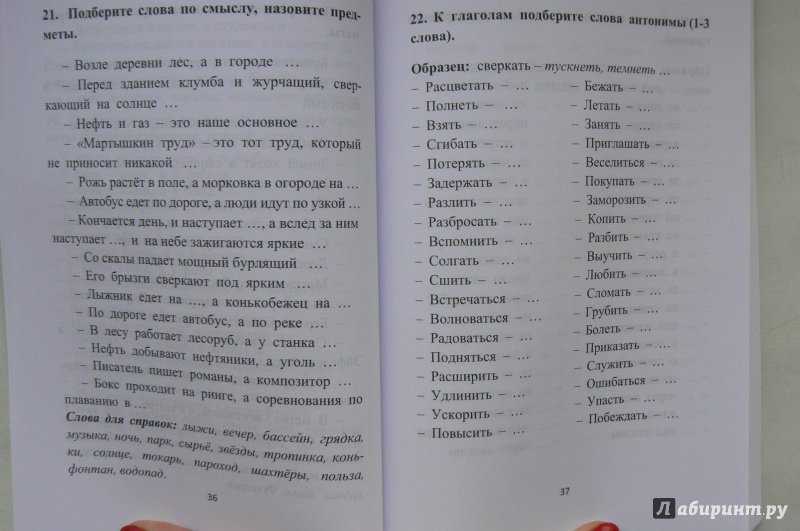 21. Подберите слова по смыслу, назовите пред-
меты.
– Возле деревни лес, а в городе …
– Перед зданием клумба и журчащий, свер-
кающий на солнце …
– Нефть и газ – это наше основное …
– «Мартышкин труд» – это тот труд, который
не приносит никакой …
– Рожь растёт в поле, а морковка в огороде на …
– Автобус едет по дороге, а люди идут по узкой …
– Кончается день, и наступает …, а вслед за ним
наступает …, и на небе зажигаются яркие …
– Со скалы падает мощный бурлящий …
– Его брызги сверкают под ярким …
– Лыжник едет на …, а конькобежец на …
– По дороге едет автобус, а по реке …
– В лесу работает лесоруб, а у станка …
– Нефть добывают нефтяники, а уголь …
– Писатель пишет романы, а композитор …
– Бокс проходит на ринге, а соревнования по
плаванию в …
Слова для справок: лыжи, вечер, бассейн, грядка,
музыка, ночь, парк, сырьё, звёзды, тропинка, конь-
ки, солнце, токарь, пароход, шахтёры, польза,
фонтан, водопад.
36
22. К глаголам подберите слова антонимы (1-3
слова).
Образец: сверкать – тускнеть, темнеть …
– Расцветать – …
– Полнеть – …
– Взять – …
– Сгибать – …
– Потерять – …
– Задержать – …
– Разлить – …
– Разбросать – …
– Вспомнить – …
– Солгать – …
– Сшить – …
– Встречаться – …
– Волноваться – …
– Радоваться – …
– Подняться – …
– Расширить – …
– Удлинить – …
– Ускорить – …
– Повысить – …
– Бежать – …
– Летать – …
– Занять – …
– Приглашать – …
– Веселиться – …
– Покупать – …
– Заморозить – …
– Копить – …
– Разбить – …
– Выучить – …
– Любить – …
– Сломать – …
– Грубить – …
– Болеть – …
– Приказать – …
– Служить – …
– Ошибаться – …
– Упасть – …
– Побеждать – …
37
Лабиринт.ру